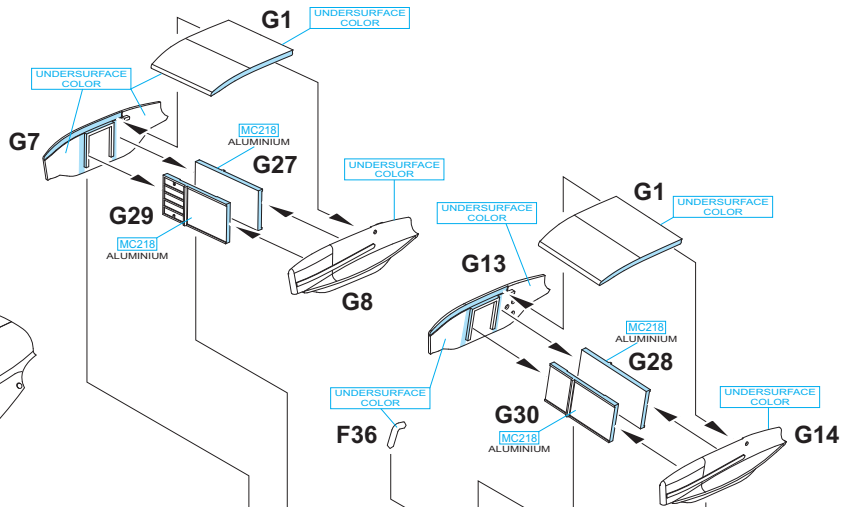 G1
UNDERSURFACE
COLOR
UNDERSURFACE
COLOR
G7
MC218
ALUMINIUM
G27
G29
MC218
ALUMINIUM
UNDERSURFACE
COLOR
G8
G1
UNDERSURFACE
COLOR
UNDERSURFACE
COLOR
G13
MC218
ALUMINIUM
G28
UNDERSURFACE
COLOR
F36
G30
MC218
ALUMINIUM
UNDERSURFACE
COLOR
G14